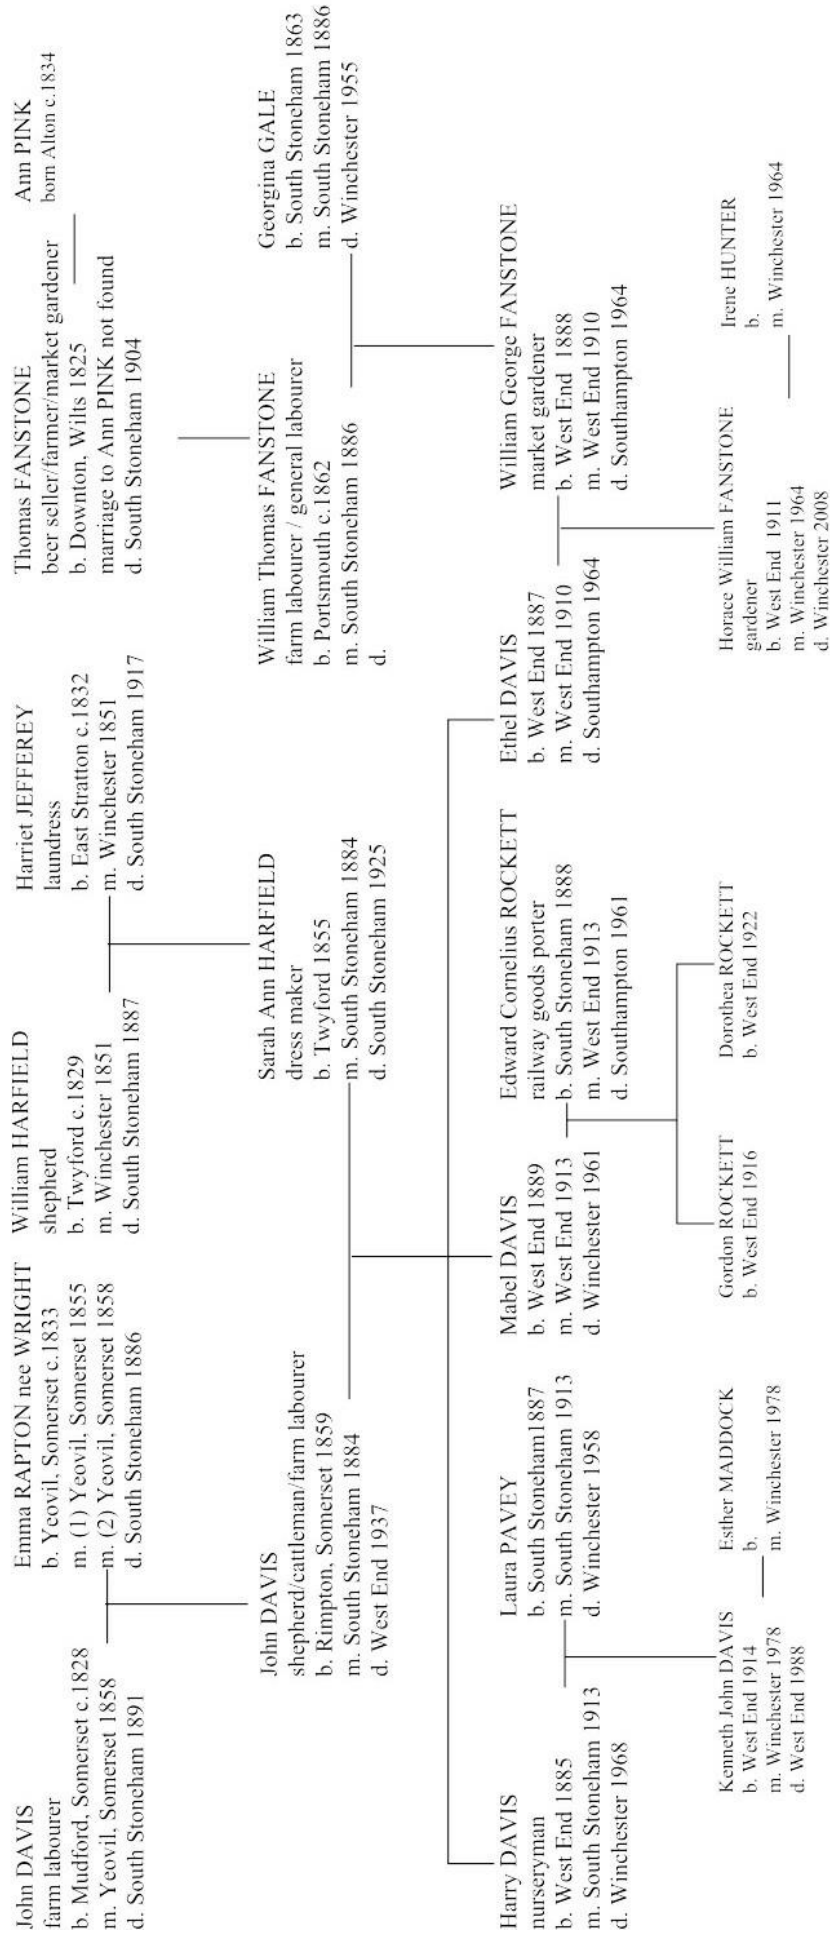 John DAVIS
farm labourer
b. Mudford, Somerset c.1828
m. Yeovil, Somerset 1858
d. South Stoneham 1891
Emma RAPTON nee WRIGHT
b. Yeovil, Somerset c.1833
m. (1) Yeovil, Somerset 1855
m. (2) Yeovil, Somerset 1858
d. South Stoneham 1886
William HARFIELD
shepherd
b. Twyford c.1829
m. Winchester 1851
d. South Stoneham 1887
Harriet JEFFEREY
laundress
b. East Stratton c.1832
m. Winchester 1851
d. South Stoneham 1917
Thomas FANSTONE
beer seller/farmer/market gardener
b. Downton, Wilts 1825
marriage to Ann PINK not found
d. South Stoneham 1904
Ann PINK
born Alton c.1834
John DAVIS
shepherd/cattleman/farm labourer
b. Rimpton, Somerset 1859
m. South Stoneham 1884
d. West End 1937
Sarah Ann HARFIELD
dress maker
b. Twyford 1855
m. South Stoneham 1884
d. South Stoneham 1925
William Thomas FANSTONE
farm labourer / general labourer
b. Portsmouth c.1862
m. South Stoneham 1886
d.
Georgina GALE
b. South Stoneham 1863
m. South Stoneham 1886
d. Winchester 1955
Harry DAVIS
nurseryman
b. West End 1885
m. South Stoneham 1913
d. Winchester 1968
Laura PAVEY
b. South Stoneham1887
m. South Stoneham 1913
d. Winchester 1958
Mabel DAVIS
b. West End 1889
m. West End 1913
d. Winchester 1961
Edward Cornelius ROCKETT
railway goods porter
b. South Stoneham 1888
m. West End 1913
d. Southampton 1961
Ethel DAVIS
b. West End 1887
m. West End 1910
d. Southampton 1964
William George FANSTONE
market gardener
b. West End 1888
m. West End 1910
d. Southampton 1964
Kenneth John DAVIS
b. West End 1914
m. Winchester 1978
d. West End 1988
Esther MADDOCK
b.
m. Winchester 1978
Gordon ROCKETT
b. West End 1916
Dorothea ROCKETT
b. West End 1922
Horace William FANSTONE
gardener
b. West End 1911
m. Winchester 1964
d. Winchester 2008
Irene HUNTER
b.
m. Winchester 1964